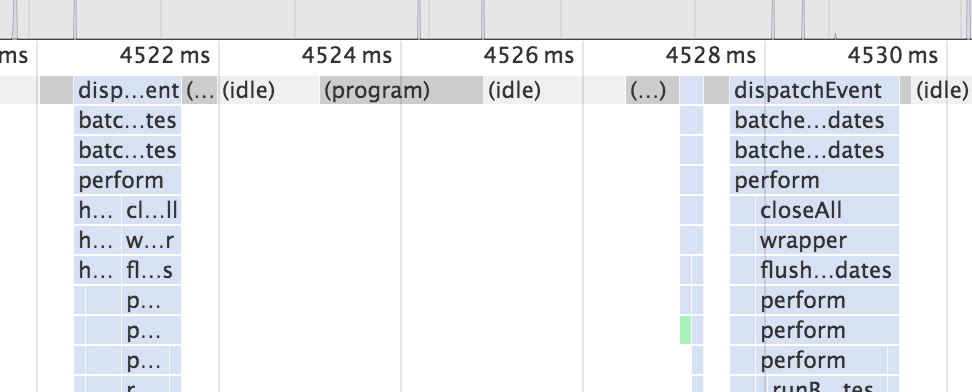 ms 4522 ms 4524 ms 4526 ms 4528 ms 4530 ms
disp...ent (... (idle) (program) (idle) (...) dispatchEvent (idle)
batc...tes batche...dates
batc...tes batche...dates
perform perform
h... cl...ll closeAll
h... w...r wrapper
h... fl...s flush...dates
p... perform
p... perform
p... perform
r runB...tes